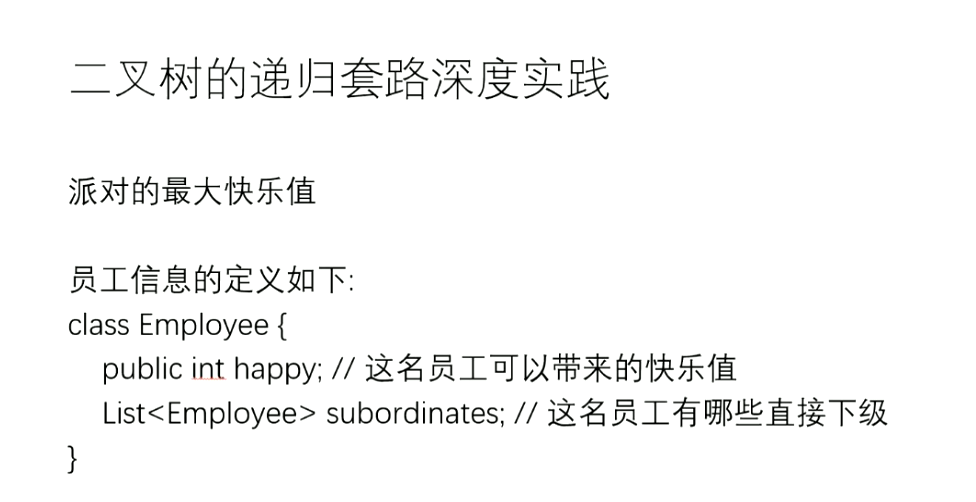 二叉树的递归套路深度实践
派对的最大快乐值
员工信息的定义如下:
class Employee {
public int happy; // 这名员工可以带来的快乐值
List<Employee> subordinates; // 这名员工有哪些直接下级
}